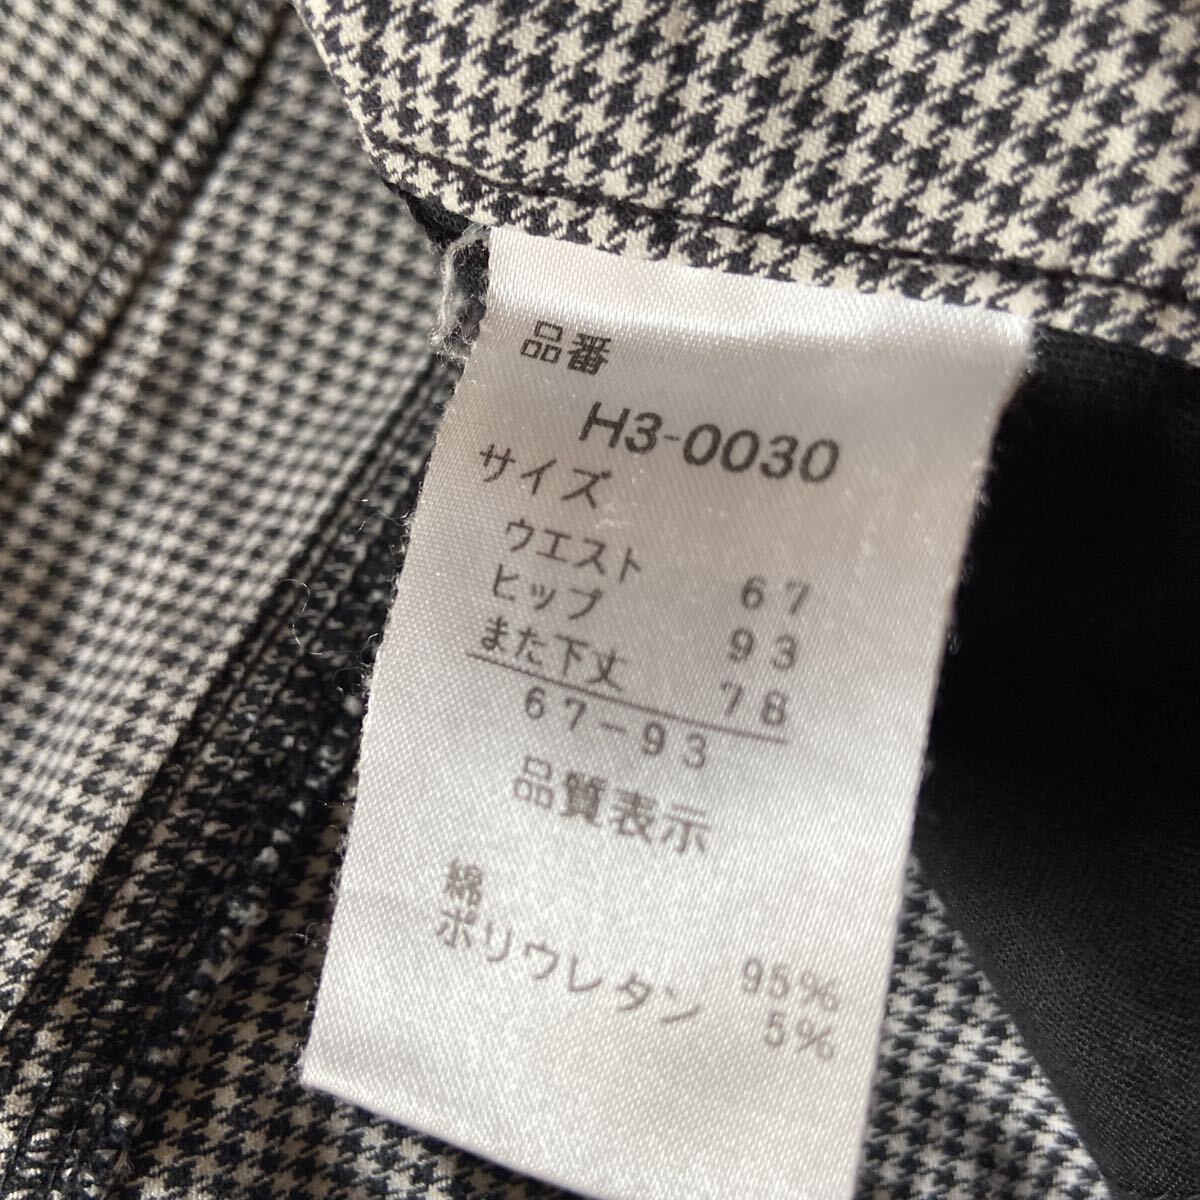 品番
H3-0030
サイズ
ウエスト 67
ヒップ 93
また下丈 78
67-93
品質表示
綿 95%
ポリウレタン 5%